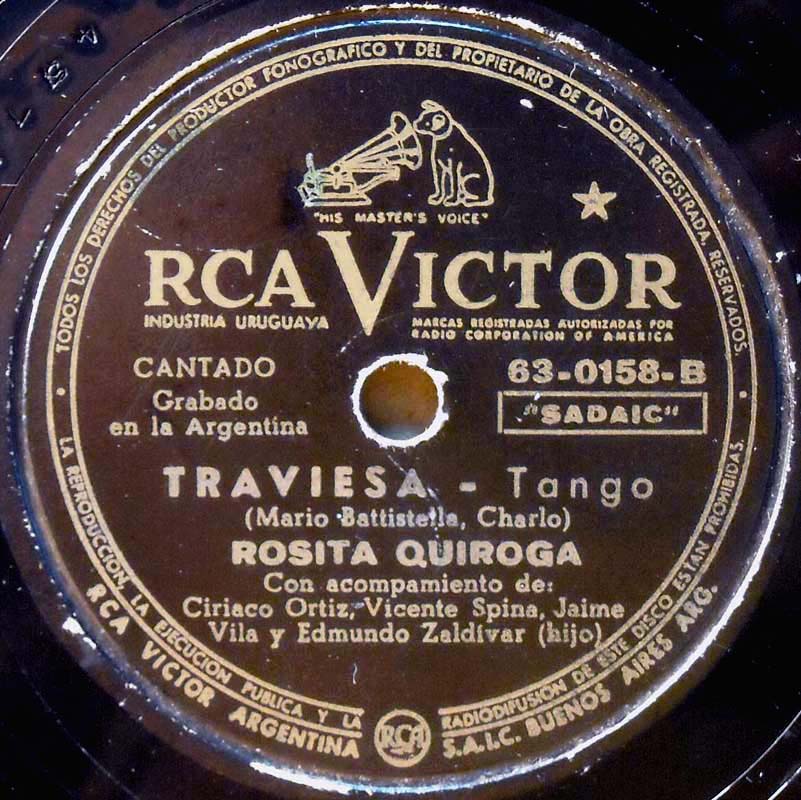 TODOS LOS DERECHOS DEL PRODUCTOR FONOGRAFICO Y DEL PROPIETARIO DE LA OBRA REGISTRADA, RESERVADOS.
"HIS MASTER'S VOICE"
RCA VICTOR
INDUSTRIA URUGUAYA
MARCAS REGISTRADAS AUTORIZADAS POR
RADIO CORPORATION OF AMERICA
CANTADO
63-0158-B
Grabado
en la Argentina
"SADAIC"
TRAVIESA - Tango
(Mario Battistella, Charlo)
ROSITA QUIROGA
Con acompamiento de:
Ciriaco Ortiz, Vicente Spina, Jaime
Vila y Edmundo Zaldívar (hijo)
LA REPRODUCCION, LA EJECUCION PUBLICA Y LA RADIODIFUSION DE ESTE DISCO ESTAN PROHIBIDAS.
RCA VICTOR ARGENTINA S.A.I.C. BUENOS AIRES ARG.
RCA